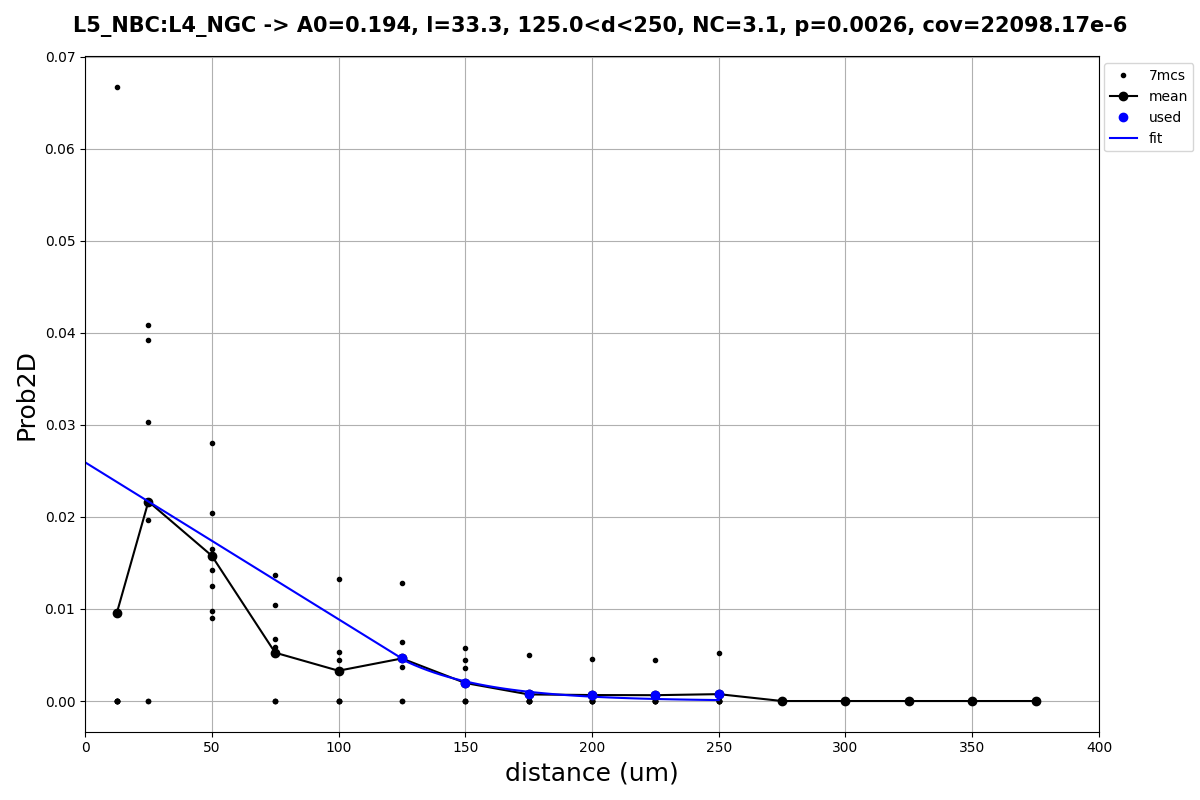 L5_NBC:L4_NGC -> A0=0.194, l=33.3, 125.0<d<250, NC=3.1, p=0.0026, cov=22098.17e-6
0.07
0.06
0.05
0.04
0.03
0.02
0.01
0.00
Prob2D
0 50 100 150 200 250 300 350 400
distance (um)
7mcs
mean
used
fit